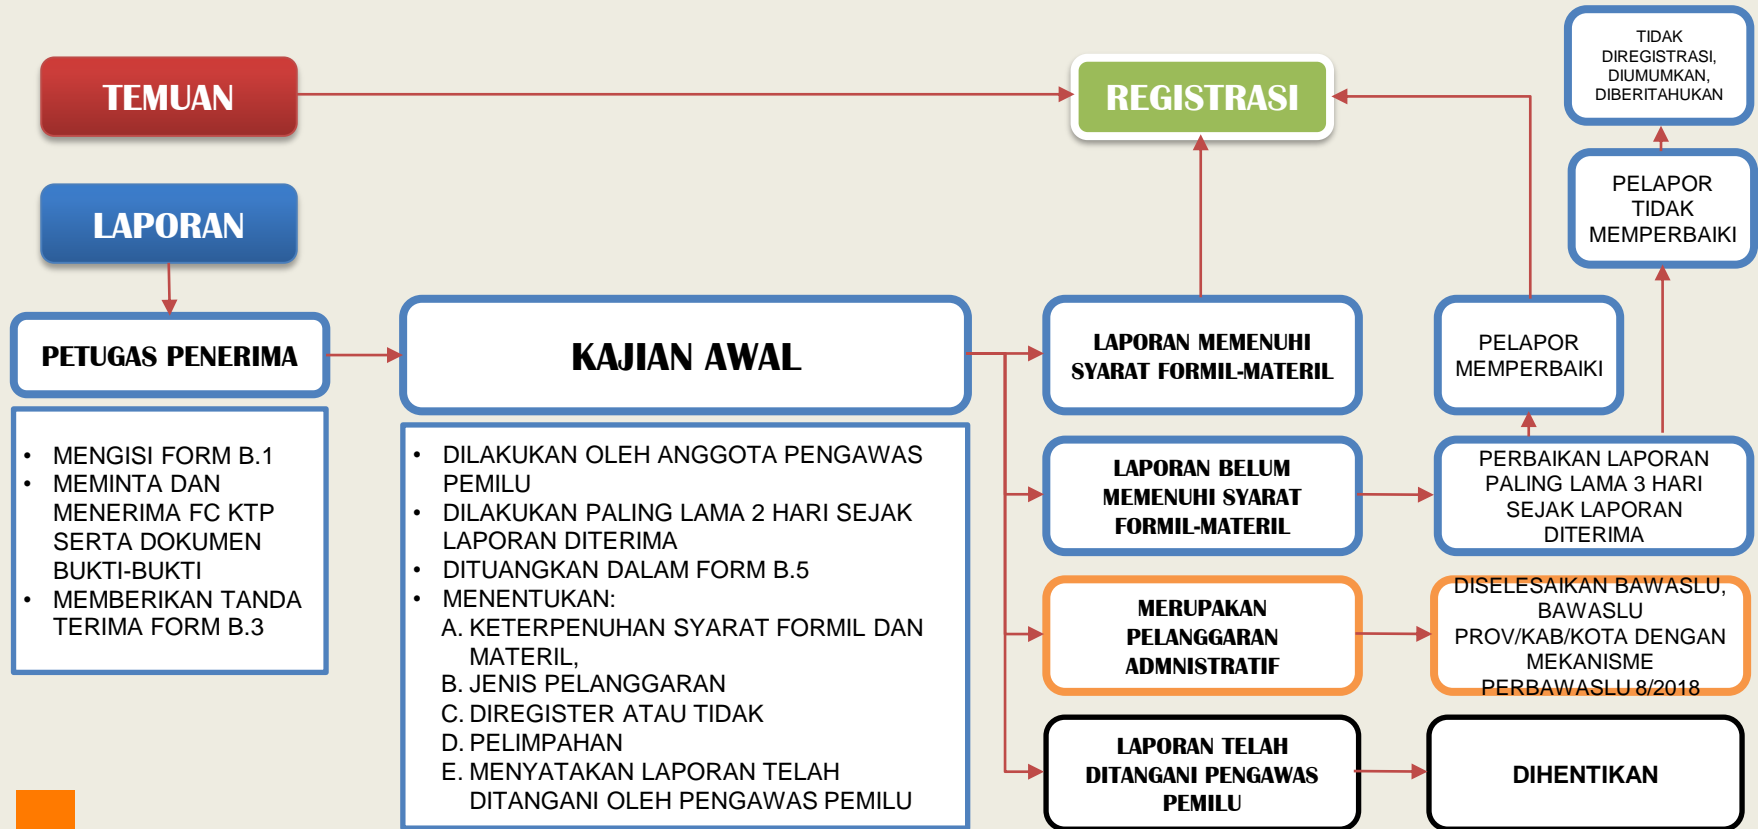 TEMUAN
REGISTRASI
TIDAK
DIREGISTRASI,
DIUMUMKAN,
DIBERITAHUKAN
PELAPOR
TIDAK
MEMPERBAIKI
LAPORAN
PETUGAS PENERIMA
• MENGISI FORM B.1
• MEMINTA DAN
MENERIMA FC KTP
SERTA DOKUMEN
BUKTI-BUKTI
• MEMBERIKAN TANDA
TERIMA FORM B.3
KAJIAN AWAL
• DILAKUKAN OLEH ANGGOTA PENGAWAS
PEMILU
• DILAKUKAN PALING LAMA 2 HARI SEJAK
LAPORAN DITERIMA
• DITUANGKAN DALAM FORM B.5
• MENENTUKAN:
A. KETERPENUHAN SYARAT FORMIL DAN
MATERIL,
B. JENIS PELANGGARAN
C. DIREGISTER ATAU TIDAK
D. PELIMPAHAN
E. MENYATAKAN LAPORAN TELAH
DITANGANI OLEH PENGAWAS PEMILU
LAPORAN MEMENUHI
SYARAT FORMIL-MATERIL
PELAPOR
MEMPERBAIKI
LAPORAN BELUM
MEMENUHI SYARAT
FORMIL-MATERIL
PERBAIKAN LAPORAN
PALING LAMA 3 HARI
SEJAK LAPORAN
DITERIMA
MERUPAKAN
PELANGGARAN
ADMNISTRATIF
DISELESAIKAN BAWASLU,
BAWASLU
PROV/KAB/KOTA DENGAN
MEKANISME
PERBAWASLU 8/2018
LAPORAN TELAH
DITANGANI PENGAWAS
PEMILU
DIHENTIKAN